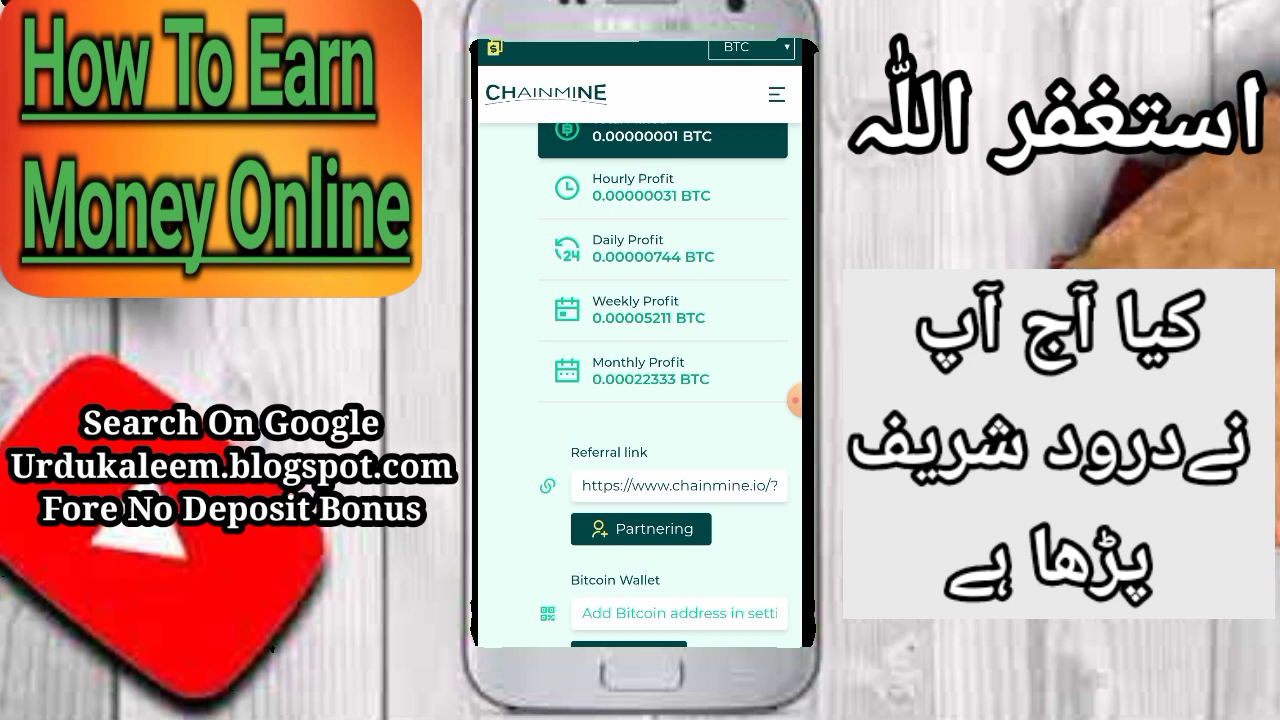 How To Earn
Money Online
Search On Google
Urdukaleem.blogspot.com
Fore No Deposit Bonus
BTC
CHAINMINE
0.00000001 BTC
Hourly Profit
0.00000031 BTC
Daily Profit
24
0.00000744 BTC
Weekly Profit
0.00005211 BTC
Monthly Profit
0.00022333 BTC
Referral link
https://www.chainmine.io/?
Partnering
Bitcoin Wallet
Add Bitcoin address in setti
استغفر اللّٰہ
کیا آج آپ
نےدرود شریف
پڑھا ہے